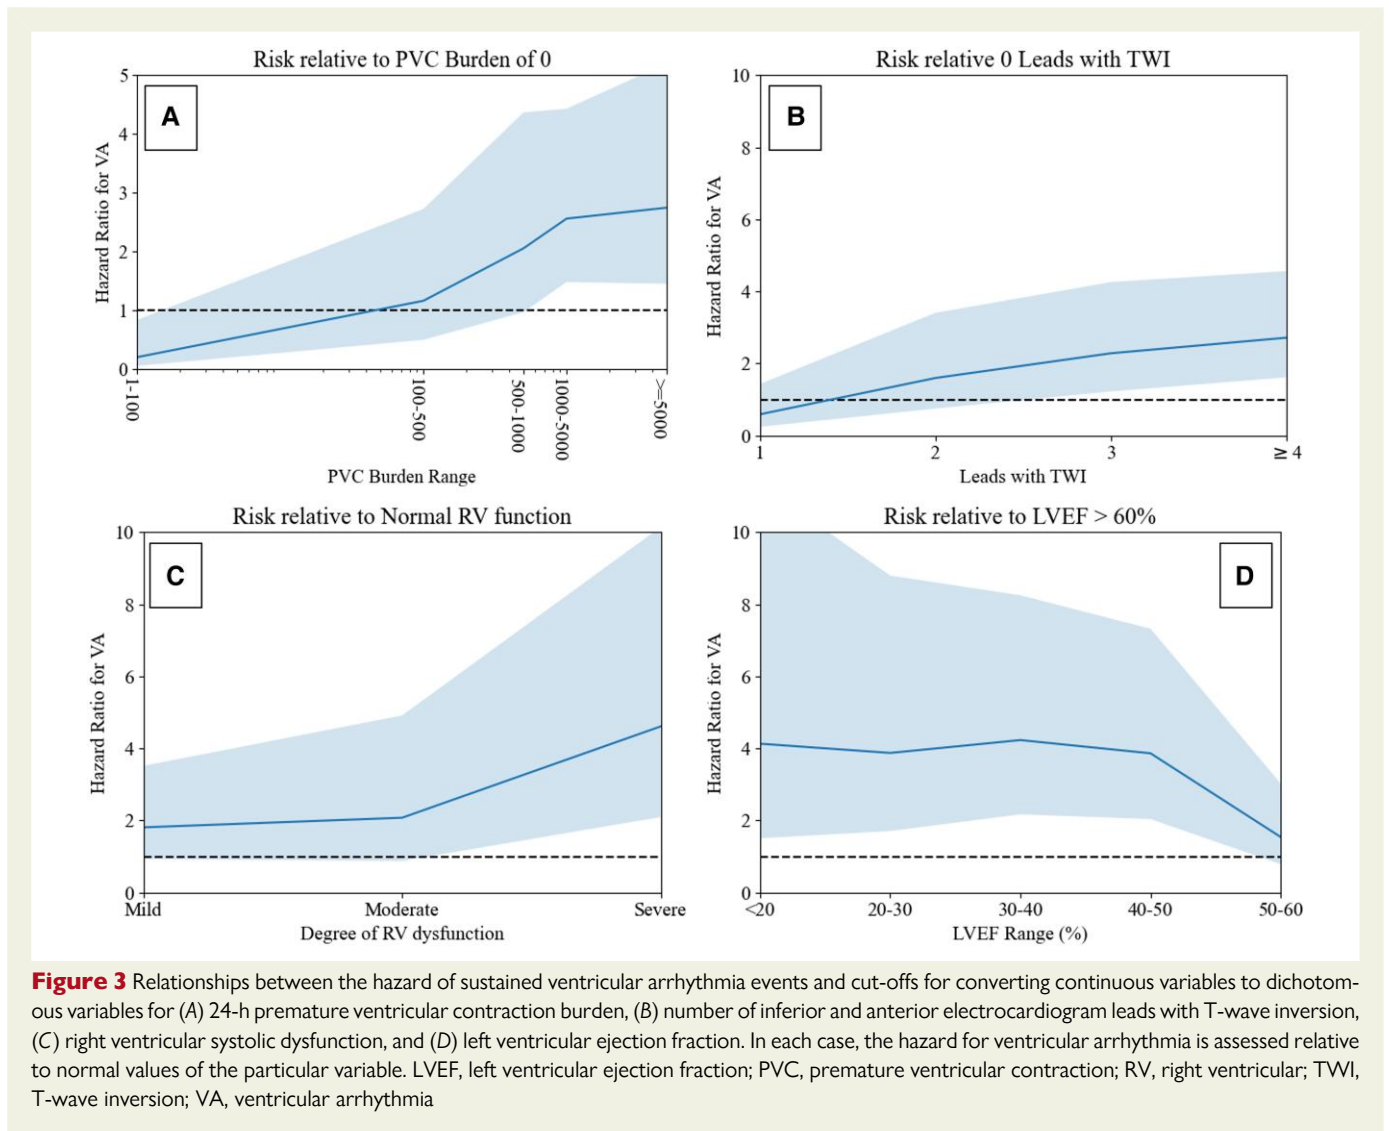 Risk relative to PVC Burden of 0
A
Hazard Ratio for VA
5
4
3
2
1
0
1-100
100-500
500-1000
1000-5000
>=5000
PVC Burden Range
Risk relative 0 Leads with TWI
B
Hazard Ratio for VA
10
8
6
4
2
0
1
2
3
≥ 4
Leads with TWI
Risk relative to Normal RV function
C
Hazard Ratio for VA
10
8
6
4
2
0
Mild
Moderate
Severe
Degree of RV dysfunction
Risk relative to LVEF > 60%
D
Hazard Ratio for VA
10
8
6
4
2
0
<20
20-30
30-40
40-50
50-60
LVEF Range (%)
Figure 3 Relationships between the hazard of sustained ventricular arrhythmia events and cut-offs for converting continuous variables to dichotom-
ous variables for (A) 24-h premature ventricular contraction burden, (B) number of inferior and anterior electrocardiogram leads with T-wave inversion,
(C) right ventricular systolic dysfunction, and (D) left ventricular ejection fraction. In each case, the hazard for ventricular arrhythmia is assessed relative
to normal values of the particular variable. LVEF, left ventricular ejection fraction; PVC, premature ventricular contraction; RV, right ventricular; TWI,
T-wave inversion; VA, ventricular arrhythmia